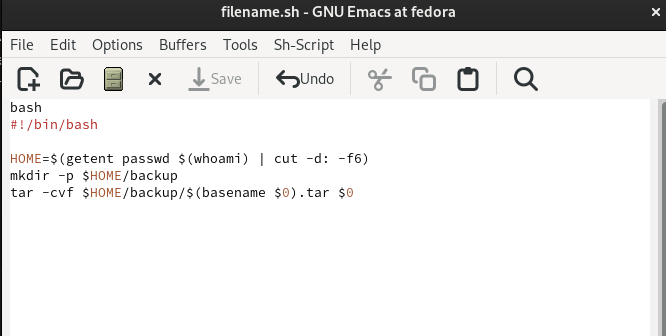 filename.sh - GNU Emacs at fedora
File Edit Options Buffers Tools Sh-Script Help
Save Undo
bash
#!/bin/bash
HOME=$(getent passwd $(whoami) | cut -d: -f6)
mkdir -p $HOME/backup
tar -cvf $HOME/backup/$(basename $0).tar $0